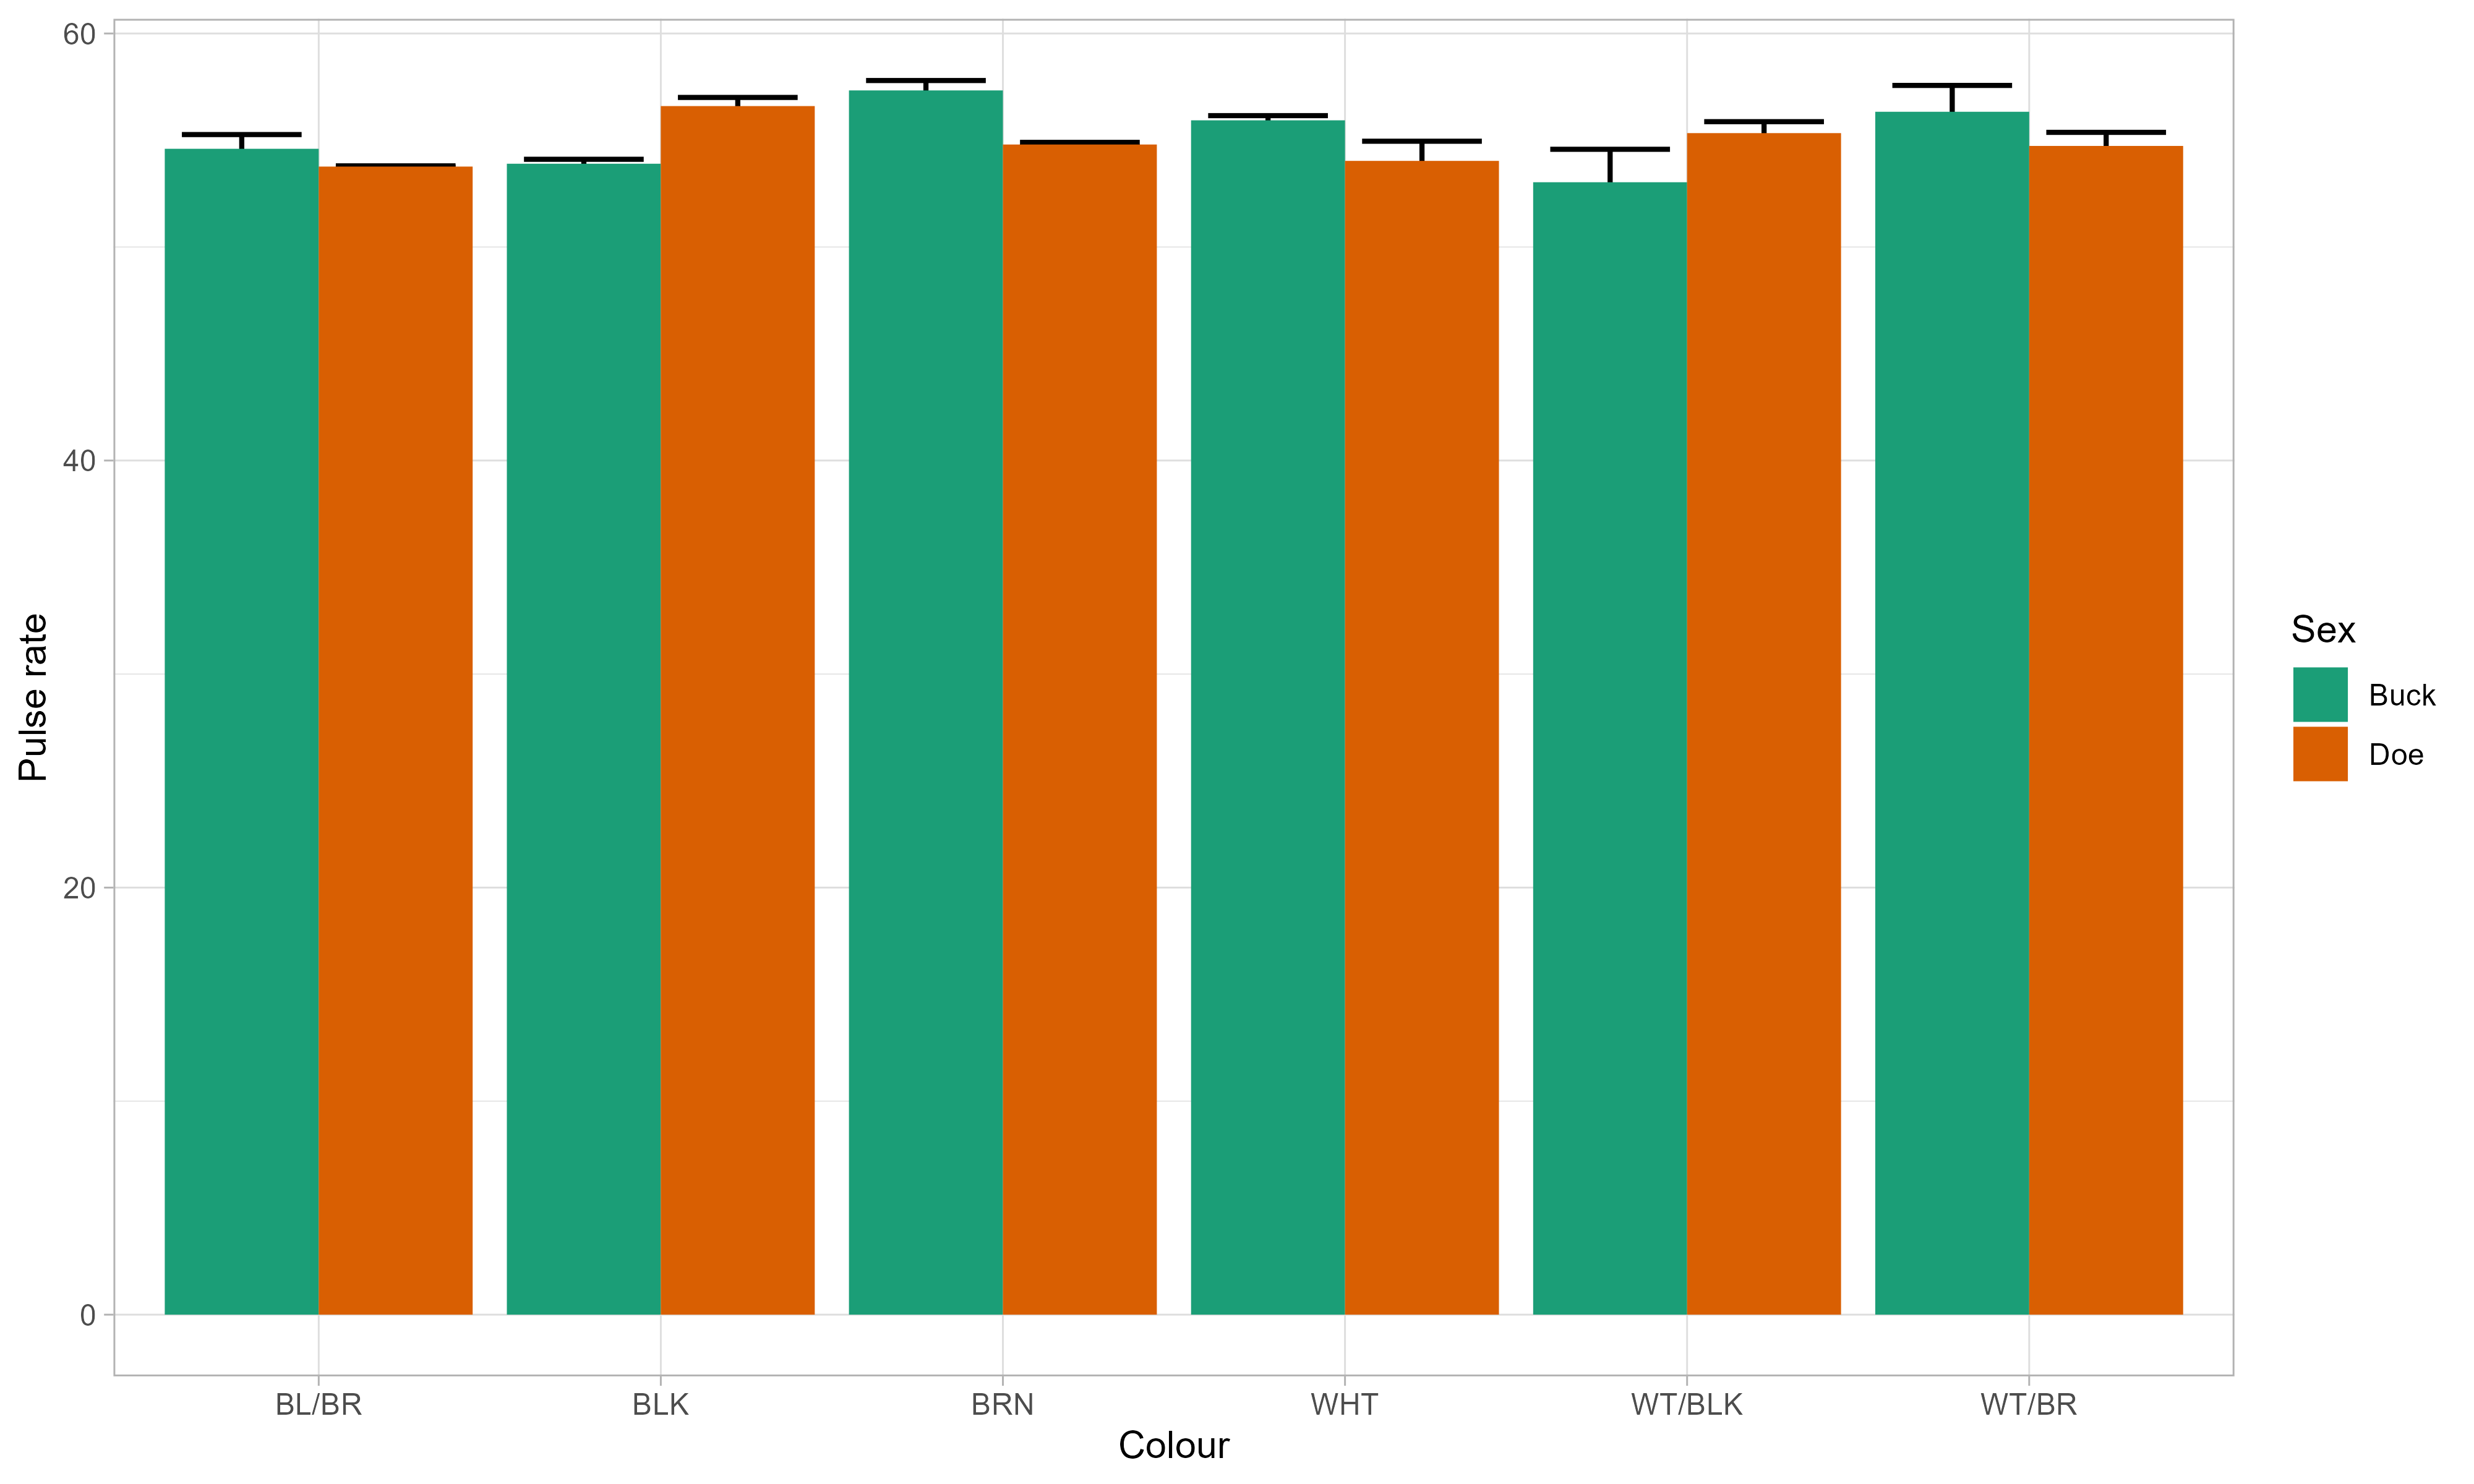 60
40
20
0
Pulse rate
BL/BR
BLK
BRN
WHT
WT/BLK
WT/BR
Colour
Sex
Buck
Doe